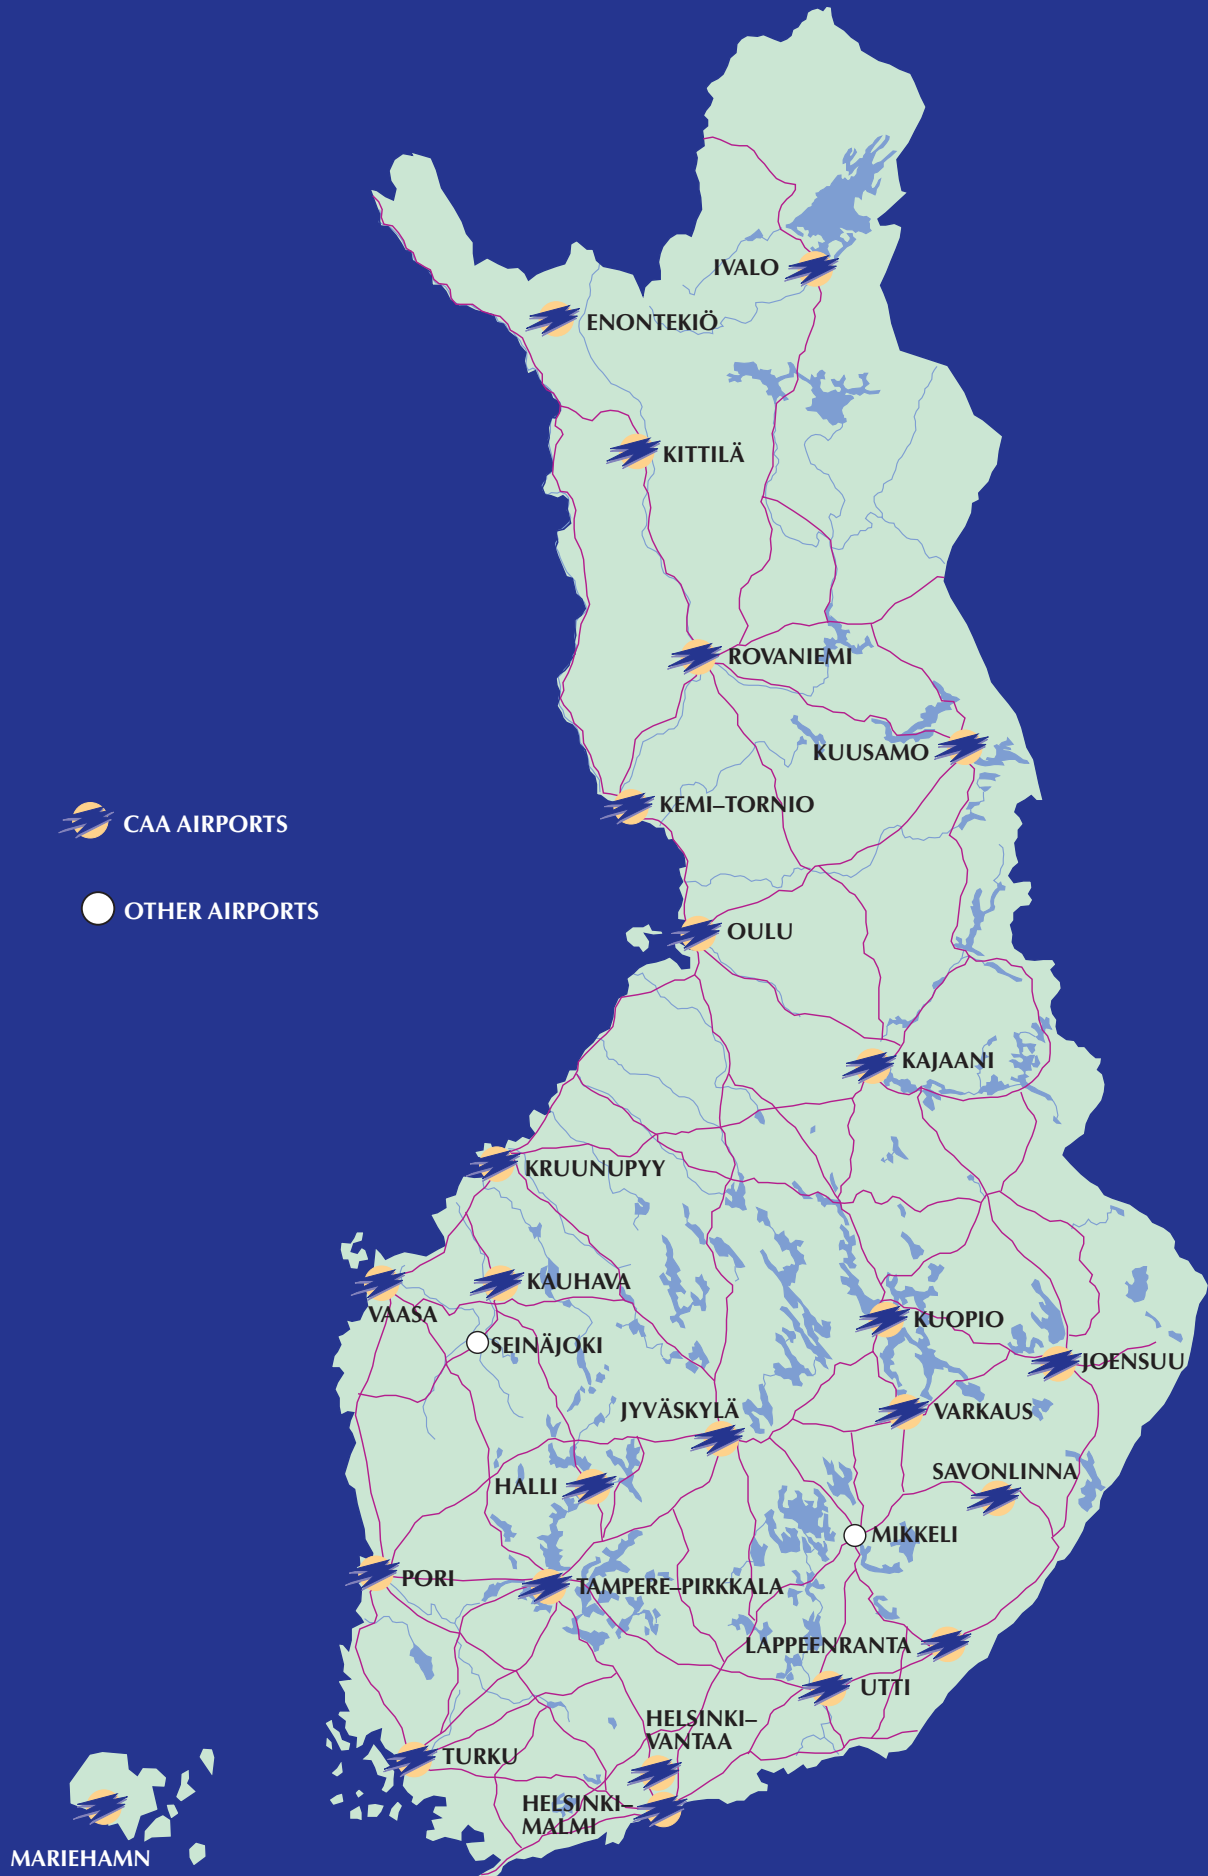 IVALO
ENONTEKIÖ
KITTILÄ
ROVANIEMI
KUUSAMO
KEMI–TORNIO
CAA AIRPORTS
OTHER AIRPORTS
OULU
KAJAANI
KRUUNUPYY
KAUHAVA
VAASA
KUOPIO
SEINÄJOKI
JOENSUU
JYVÄSKYLÄ
VARKAUS
SAVONLINNA
HALLI
MIKKELI
PORI
TAMPERE–PIRKKALA
LAPPEENRANTA
UTTI
HELSINKI–
VANTAA
TURKU
HELSINKI–
MALMI
MARIEHAMN